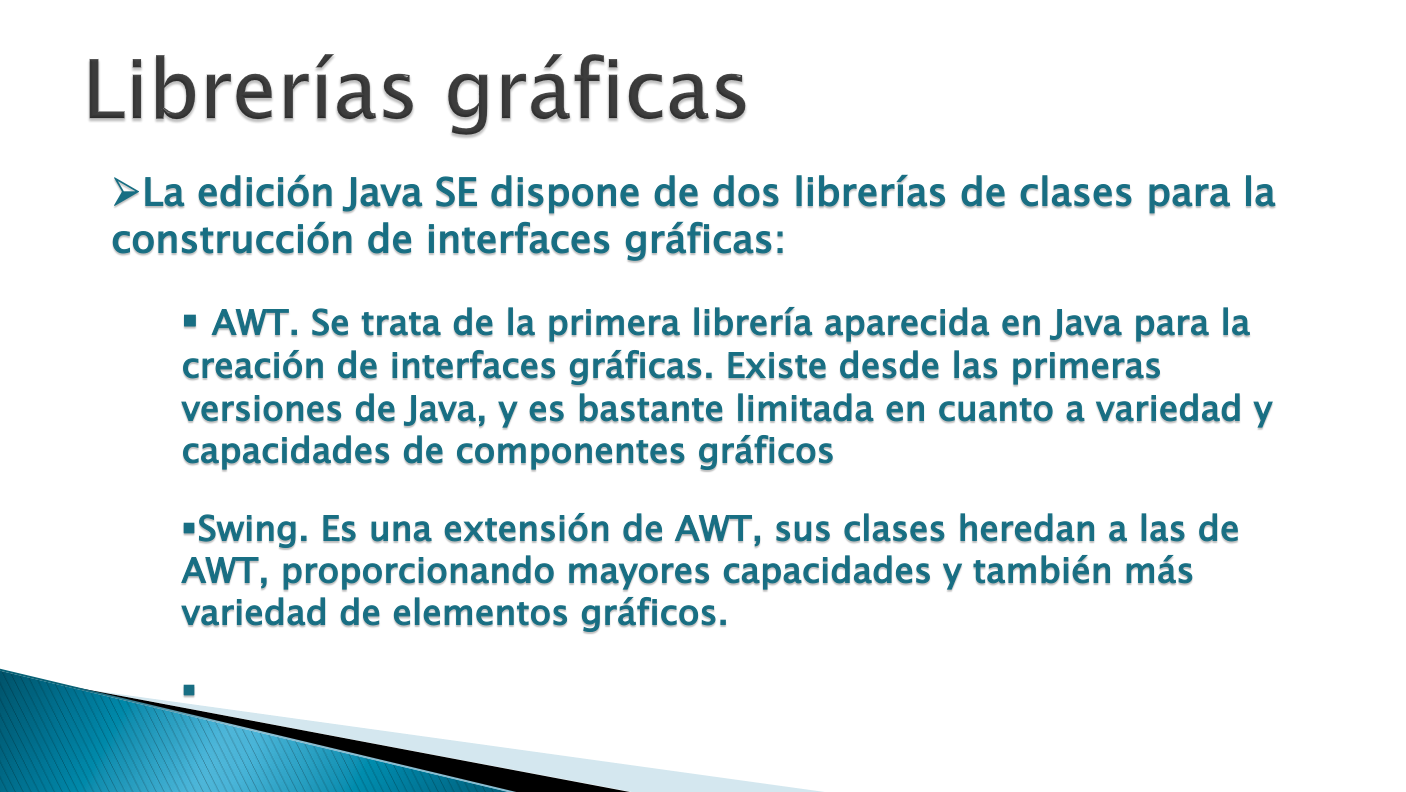 Librerías gráficas
➢La edición Java SE dispone de dos librerías de clases para la
construcción de interfaces gráficas:
▪ AWT. Se trata de la primera librería aparecida en Java para la
creación de interfaces gráficas. Existe desde las primeras
versiones de Java, y es bastante limitada en cuanto a variedad y
capacidades de componentes gráficos
▪Swing. Es una extensión de AWT, sus clases heredan a las de
AWT, proporcionando mayores capacidades y también más
variedad de elementos gráficos.
▪